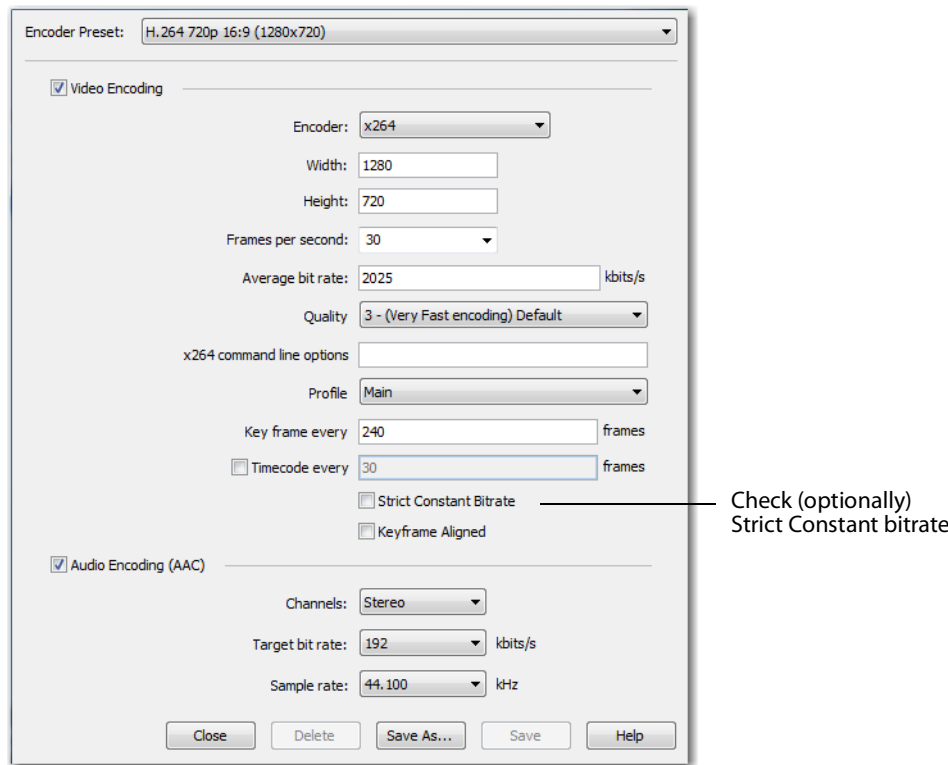 Encoder Preset: H.264 720p 16:9 (1280x720)
Video Encoding
Encoder: x264
Width: 1280
Height: 720
Frames per second: 30
Average bit rate: 2025 kbits/s
Quality 3 - (Very Fast encoding) Default
x264 command line options
Profile Main
Key frame every 240 frames
Timecode every 30 frames
Strict Constant Bitrate
Check (optionally)
Strict Constant bitrate
Keyframe Aligned
Audio Encoding (AAC)
Channels: Stereo
Target bit rate: 192 kbits/s
Sample rate: 44.100 kHz
Close Delete Save As... Save Help